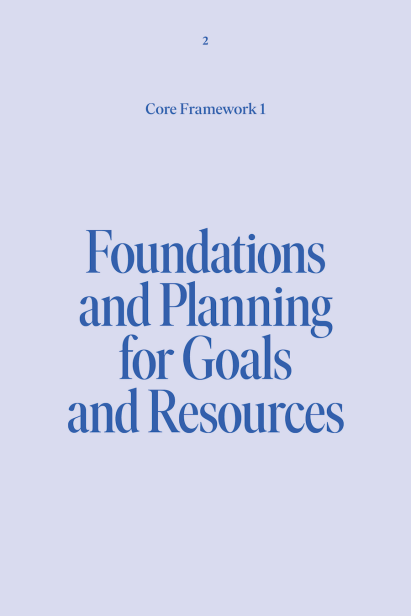 2
Core Framework 1
Foundations
and Planning
for Goals
and Resources